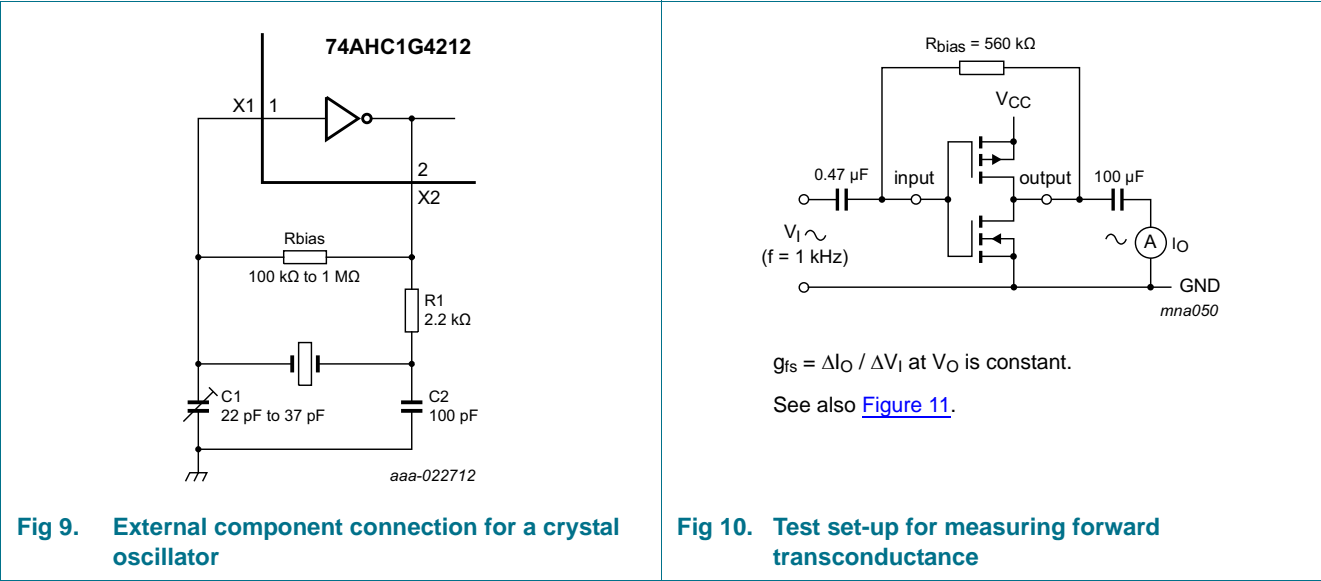 74AHC1G4212
X1
1
2
X2
Rbias
100 kΩ to 1 MΩ
R1
2.2 kΩ
C1
22 pF to 37 pF
C2
100 pF
aaa-022712
Fig 9. External component connection for a crystal
oscillator
Rbias = 560 kΩ
VCC
0.47 μF
input
output
100 μF
VI
(f = 1 kHz)
A
IO
GND
mna050
gfs = ΔIO / ΔVI at VO is constant.
See also Figure 11.
Fig 10. Test set-up for measuring forward
transconductance